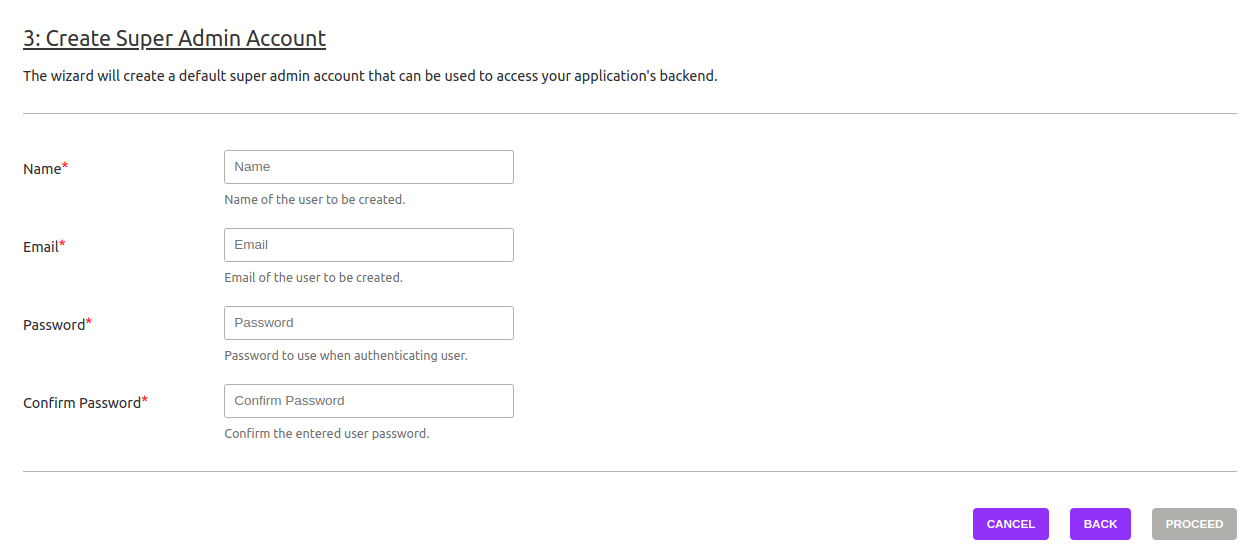 3: Create Super Admin Account
The wizard will create a default super admin account that can be used to access your application's backend.
Name* Name
Name of the user to be created.
Email* Email
Email of the user to be created.
Password* Password
Password to use when authenticating user.
Confirm Password* Confirm Password
Confirm the entered user password.
CANCEL BACK PROCEED